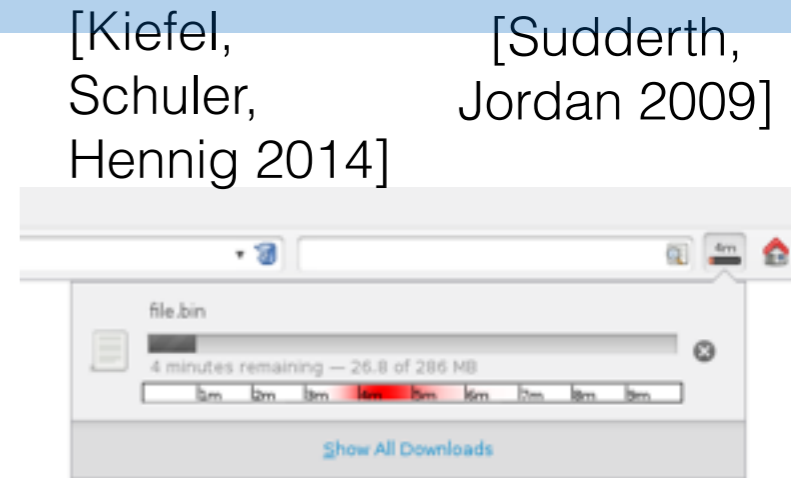 [Kiefel,
Schuler,
Hennig 2014]
[Sudderth,
Jordan 2009]
4m
file.bin
4 minutes remaining — 26.8 of 286 MB
1m 2m 3m 4m 5m 6m 7m 8m 9m
Show All Downloads